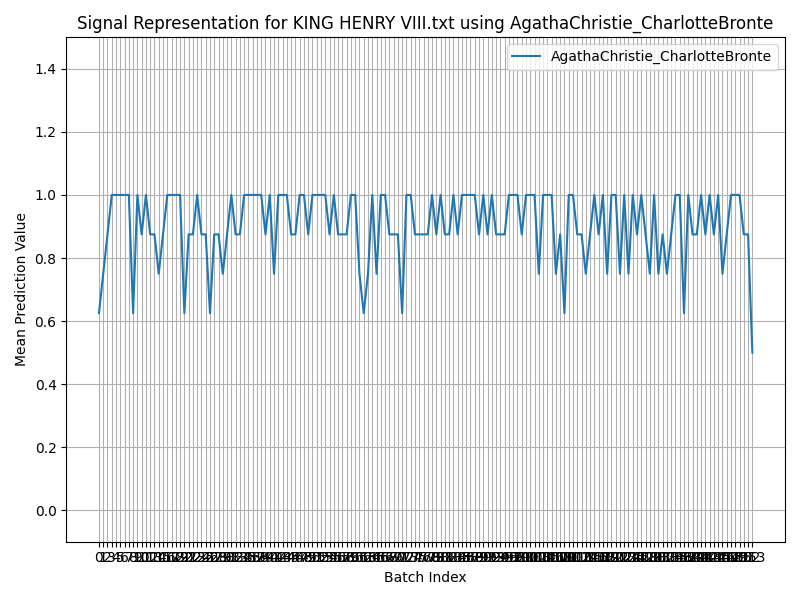 Signal Representation for KING HENRY VIII.txt using AgathaChristie_CharlotteBronte
AgathaChristie_CharlotteBronte
Mean Prediction Value
1.4
1.2
1.0
0.8
0.6
0.4
0.2
0.0
Batch Index